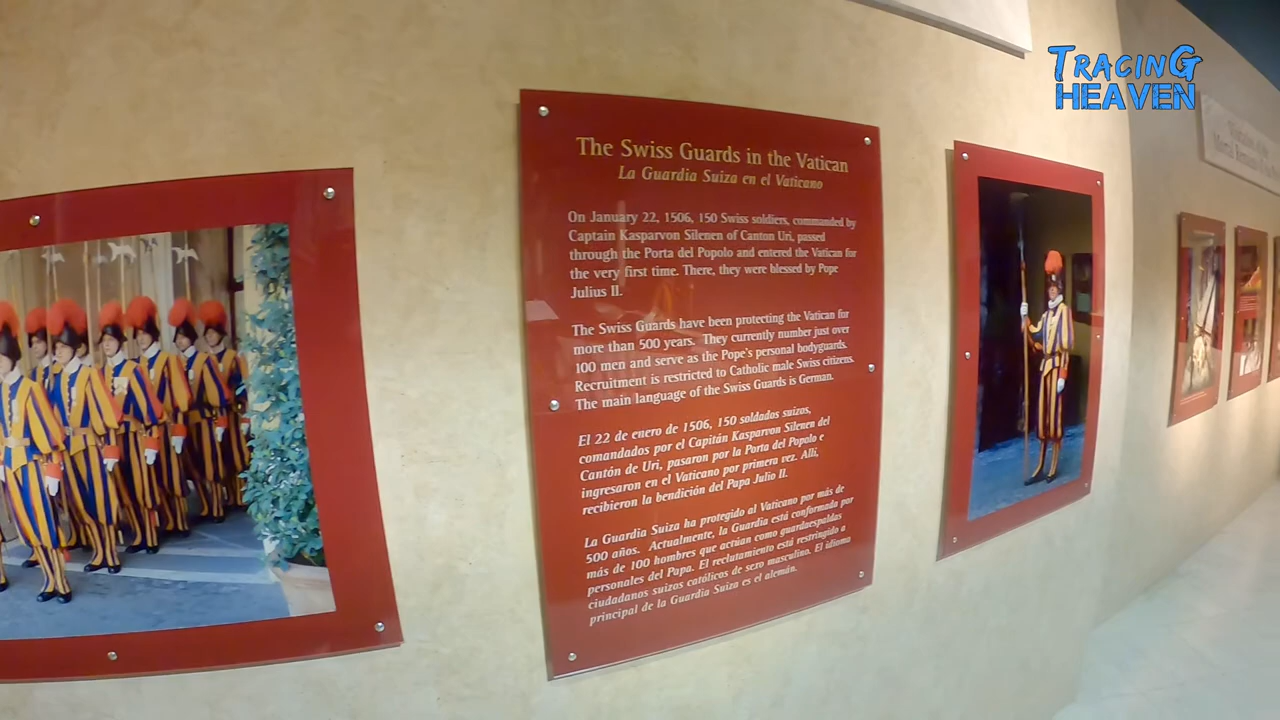 TRACING
HEAVEN
The Swiss Guards in the Vatican
La Guardia Suiza en el Vaticano
On January 22, 1506, 150 Swiss soldiers, commanded by
Captain Kasparvon Silenen of Canton Uri, passed
through the Porta del Popolo and entered the Vatican for
the very first time. There, they were blessed by Pope
Julius II.
The Swiss Guards have been protecting the Vatican for
more than 500 years. They currently number just over
100 men and serve as the Pope's personal bodyguards.
Recruitment is restricted to Catholic male Swiss citizens.
The main language of the Swiss Guards is German.
El 22 de enero de 1506, 150 soldados suizos,
comandados por el Capitán Kasparvon Silenen del
Cantón de Uri, pasaron por la Porta del Popolo e
ingresaron en el Vaticano por primera vez. Allí,
recibieron la bendición del Papa Julio II.
La Guardia Suiza ha protegido al Vaticano por más de
500 años. Actualmente, la Guardia está conformada por
más de 100 hombres que actúan como guardaespaldas
personales del Papa. El reclutamiento está restringido a
ciudadanos suizos católicos de sexo masculino. El idioma
principal de la Guardia Suiza es el alemán.